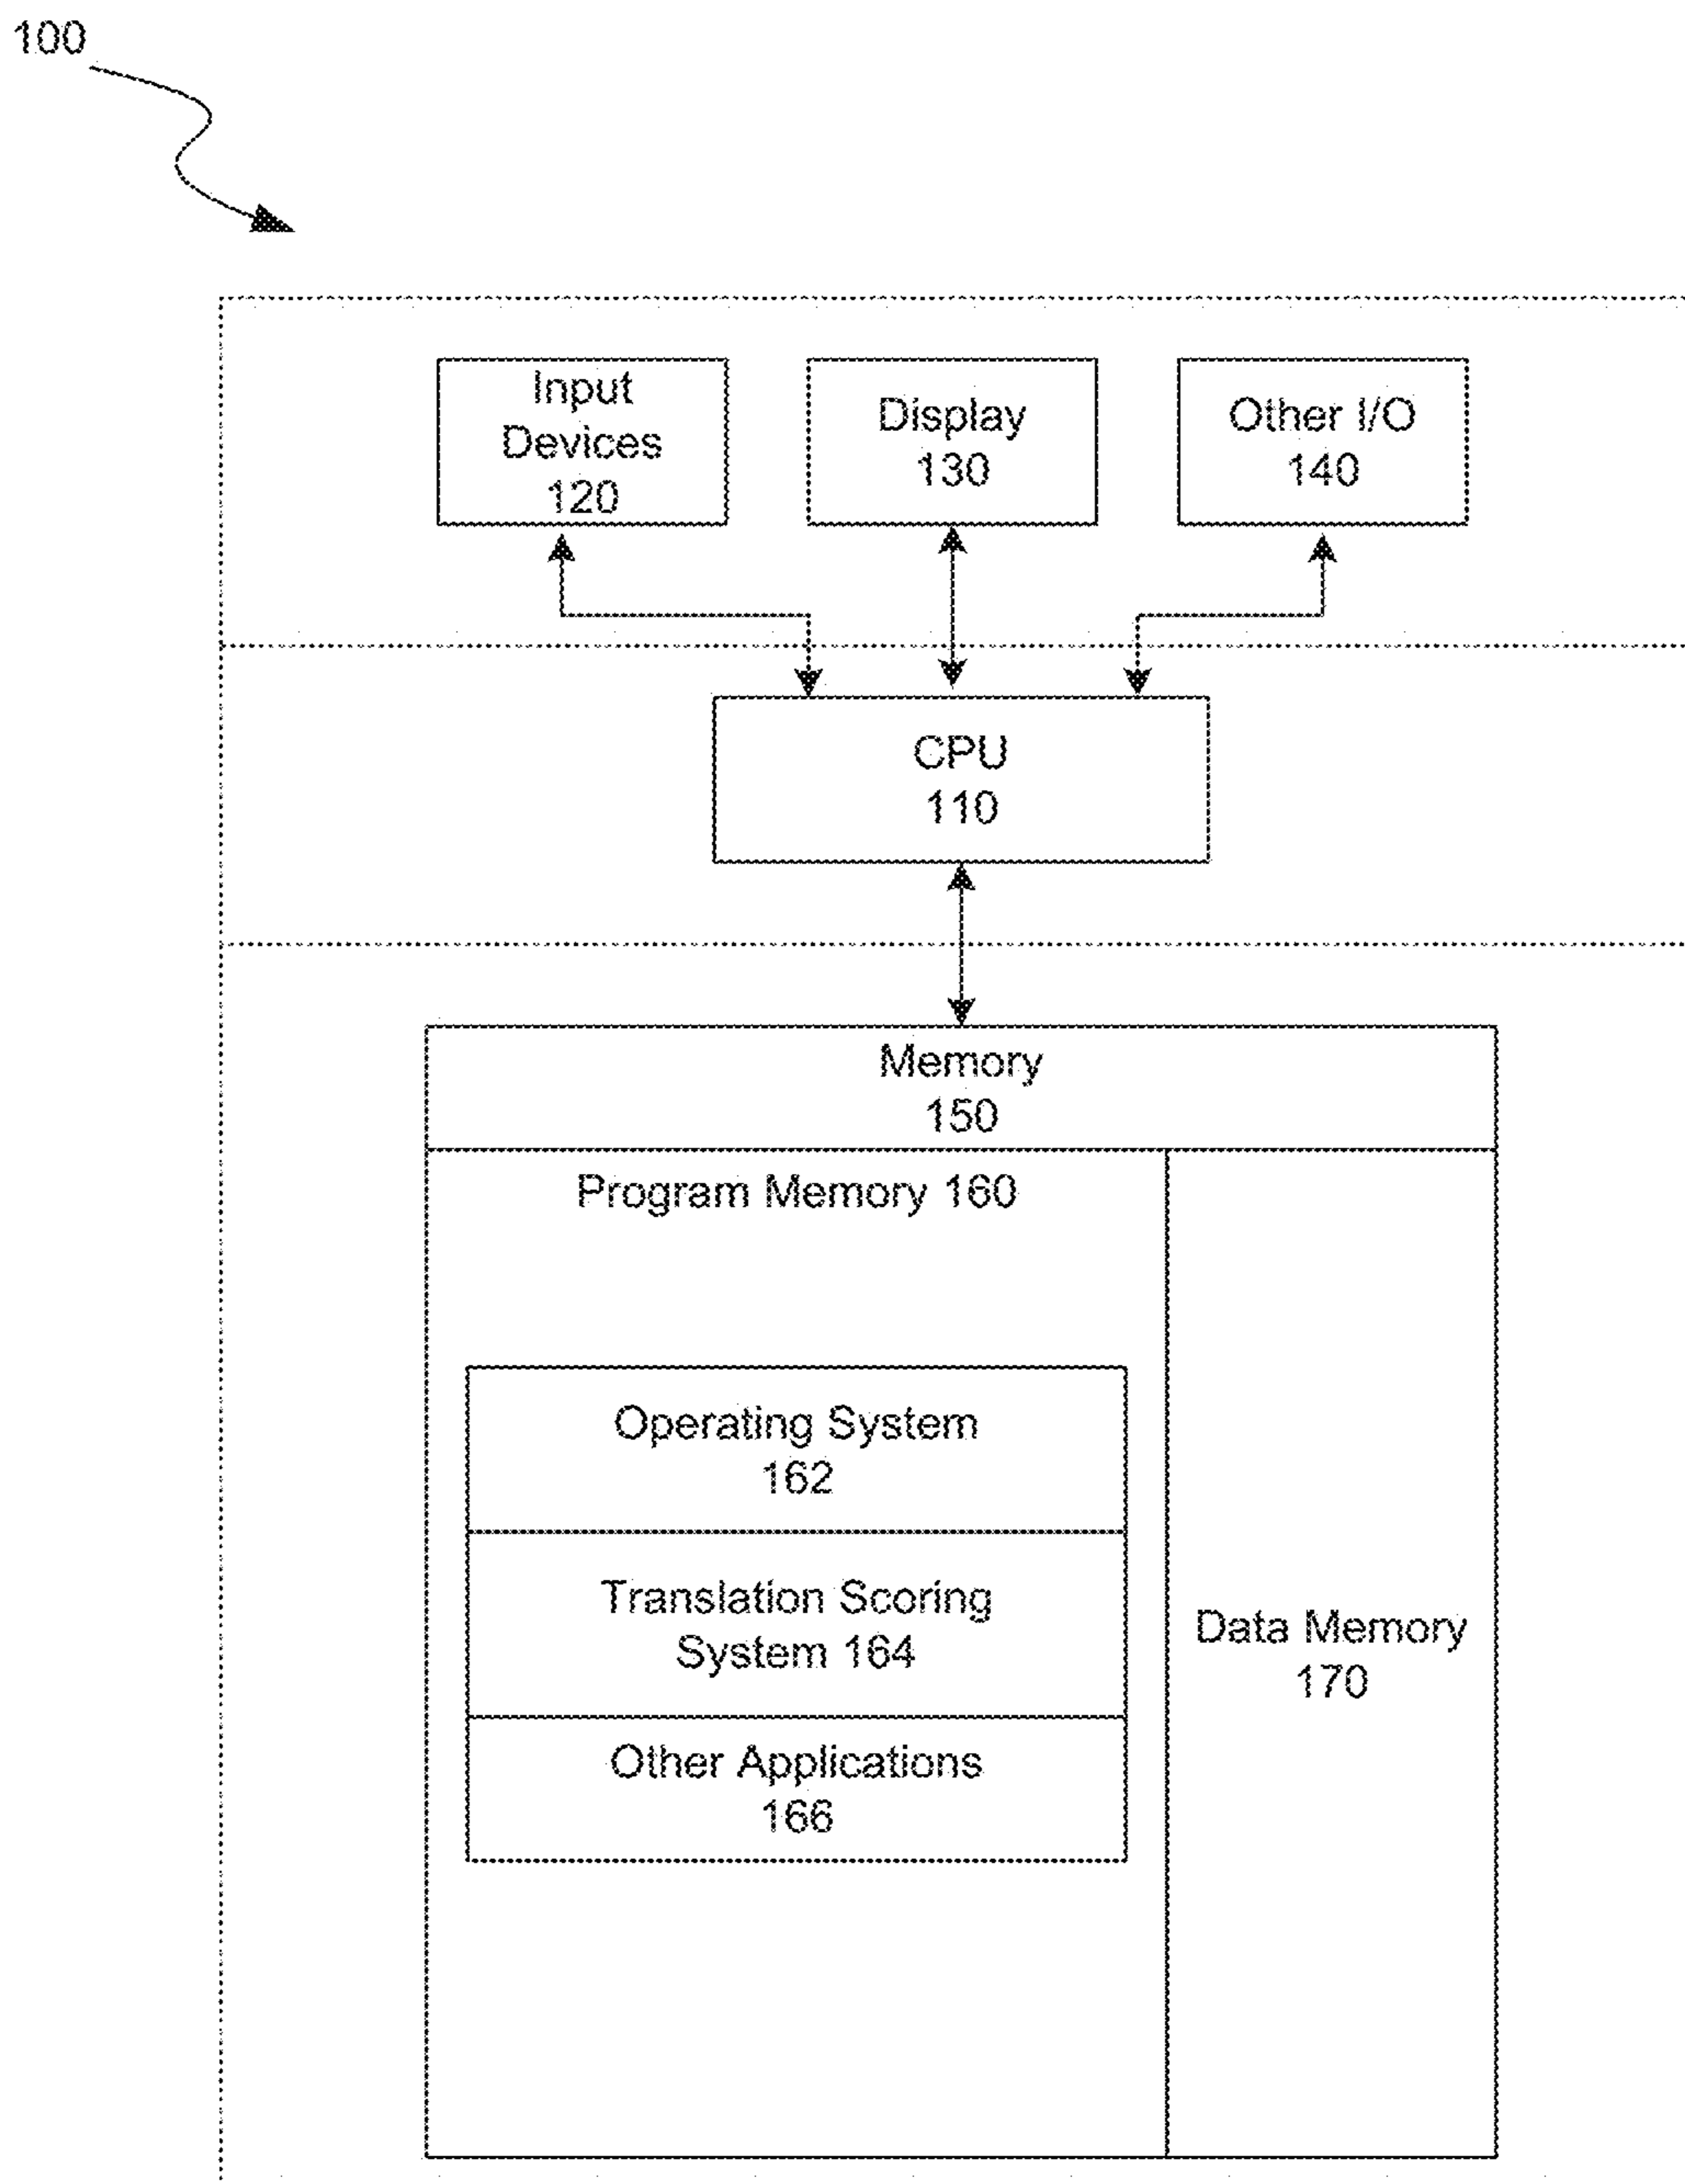 100
Input
Devices
120
Display
130
Other I/O
140
CPU
110
Memory
150
Program Memory 160
Operating System
162
Translation Scoring
System 164
Other Applications
166
Data Memory
170